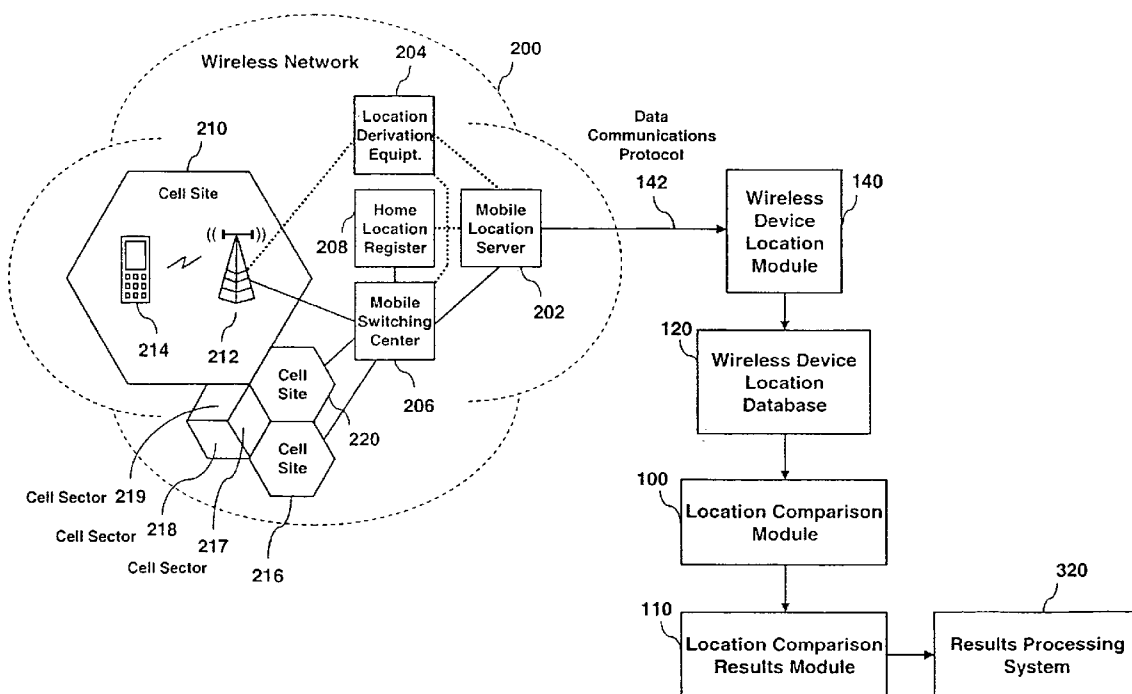 Wireless Network
204
200
Location
Derivation
Equipt.
210
Cell Site
Data
Communications
Protocol
142
Wireless
Device
Location
Module
140
208
Home
Location
Register
Mobile
Location
Server
202
((
))
214
212
Mobile
Switching
Center
206
120
Wireless Device
Location
Database
Cell
Site
220
Cell
Site
Cell Sector 219
218
Cell Sector
217
Cell Sector
216
100
Location Comparison
Module
110
Location Comparison
Results Module
320
Results Processing
System